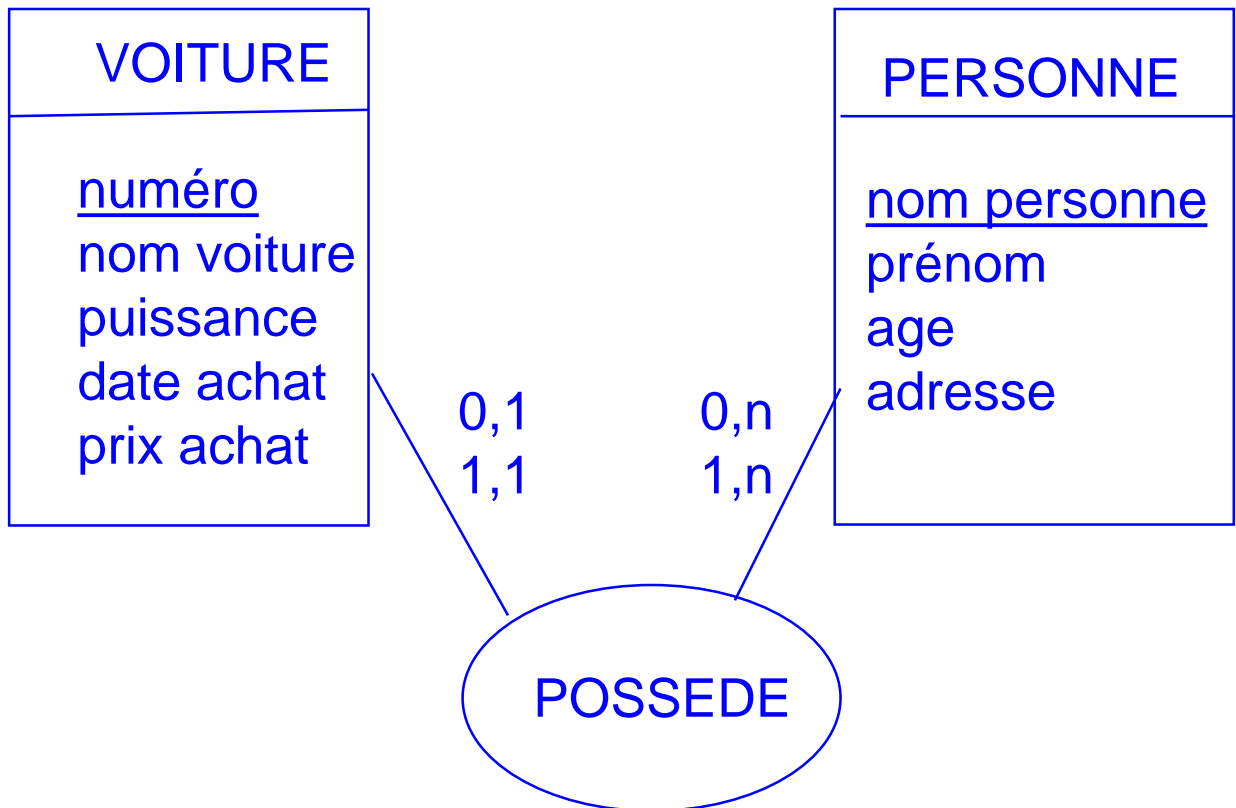 VOITURE
numéro
nom voiture
puissance
date achat
prix achat
PERSONNE
nom personne
prénom
age
adresse
0,1
1,1
0,n
1,n
POSSEDE